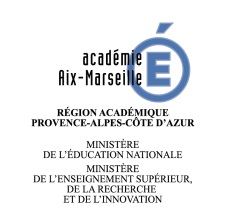 académie
Aix-Marseille
É
RÉGION ACADÉMIQUE
PROVENCE-ALPES-CÔTE D'AZUR
MINISTÈRE
DE L'ÉDUCATION NATIONALE
MINISTÈRE
DE L'ENSEIGNEMENT SUPÉRIEUR,
DE LA RECHERCHE
ET DE L'INNOVATION